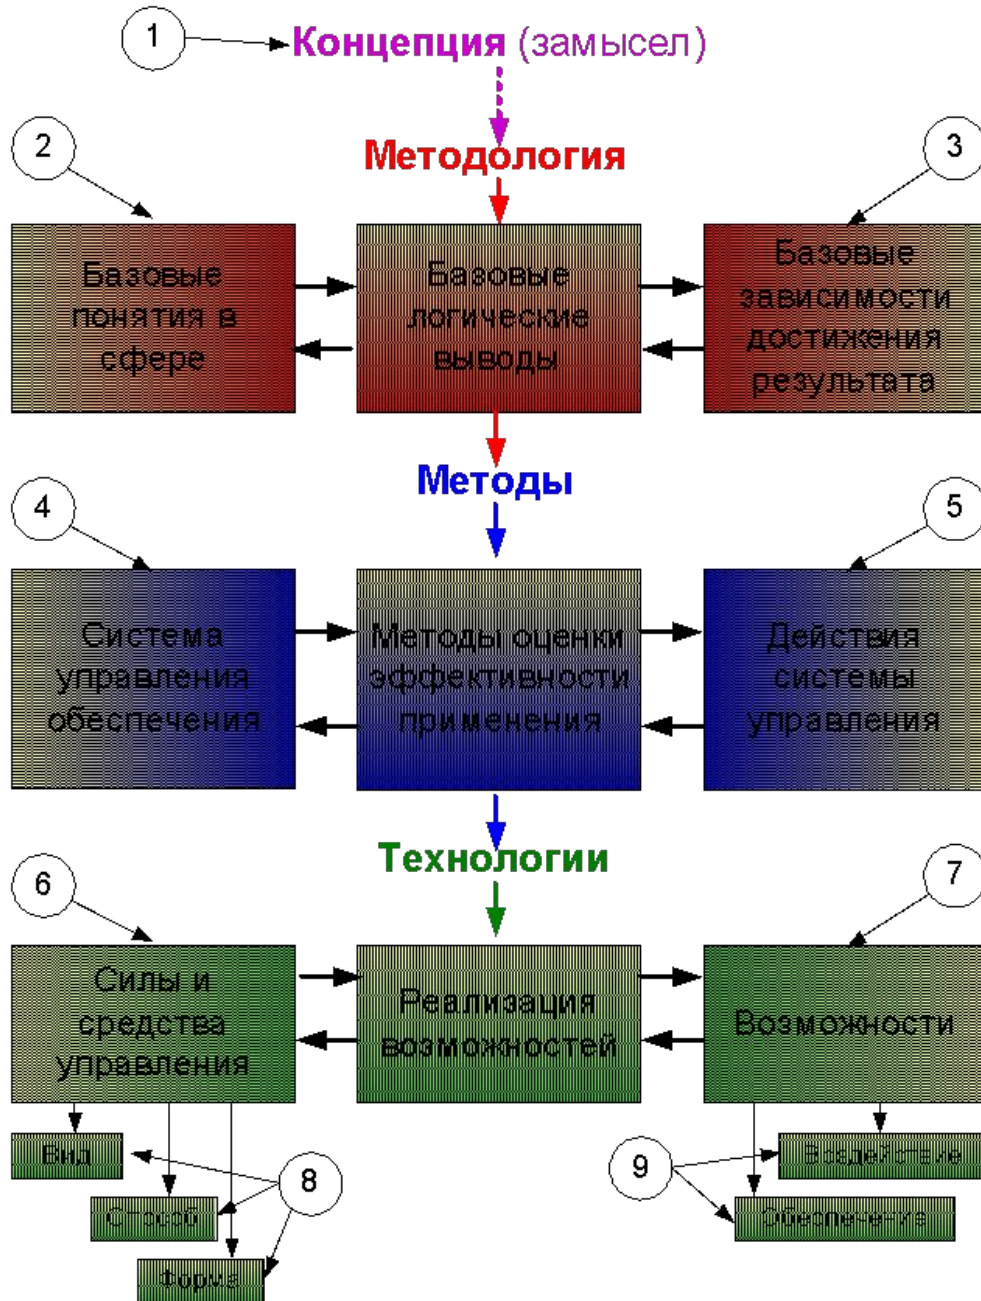 1
Концепция (замысел)
Методология
2
3
Базовые
понятия в
сфере
Базовые
логические
выводы
Базовые
зависимости
достижения
результата
Методы
4
5
Система
управления
обеспечения
Методы оценки
эффективности
применения
Действия
системы
управления
Технологии
6
7
Силы и
средства
управления
Реализация
возможностей
Возможности
Вид
Способ
Форма
8
9
Воздействие
Обеспечение